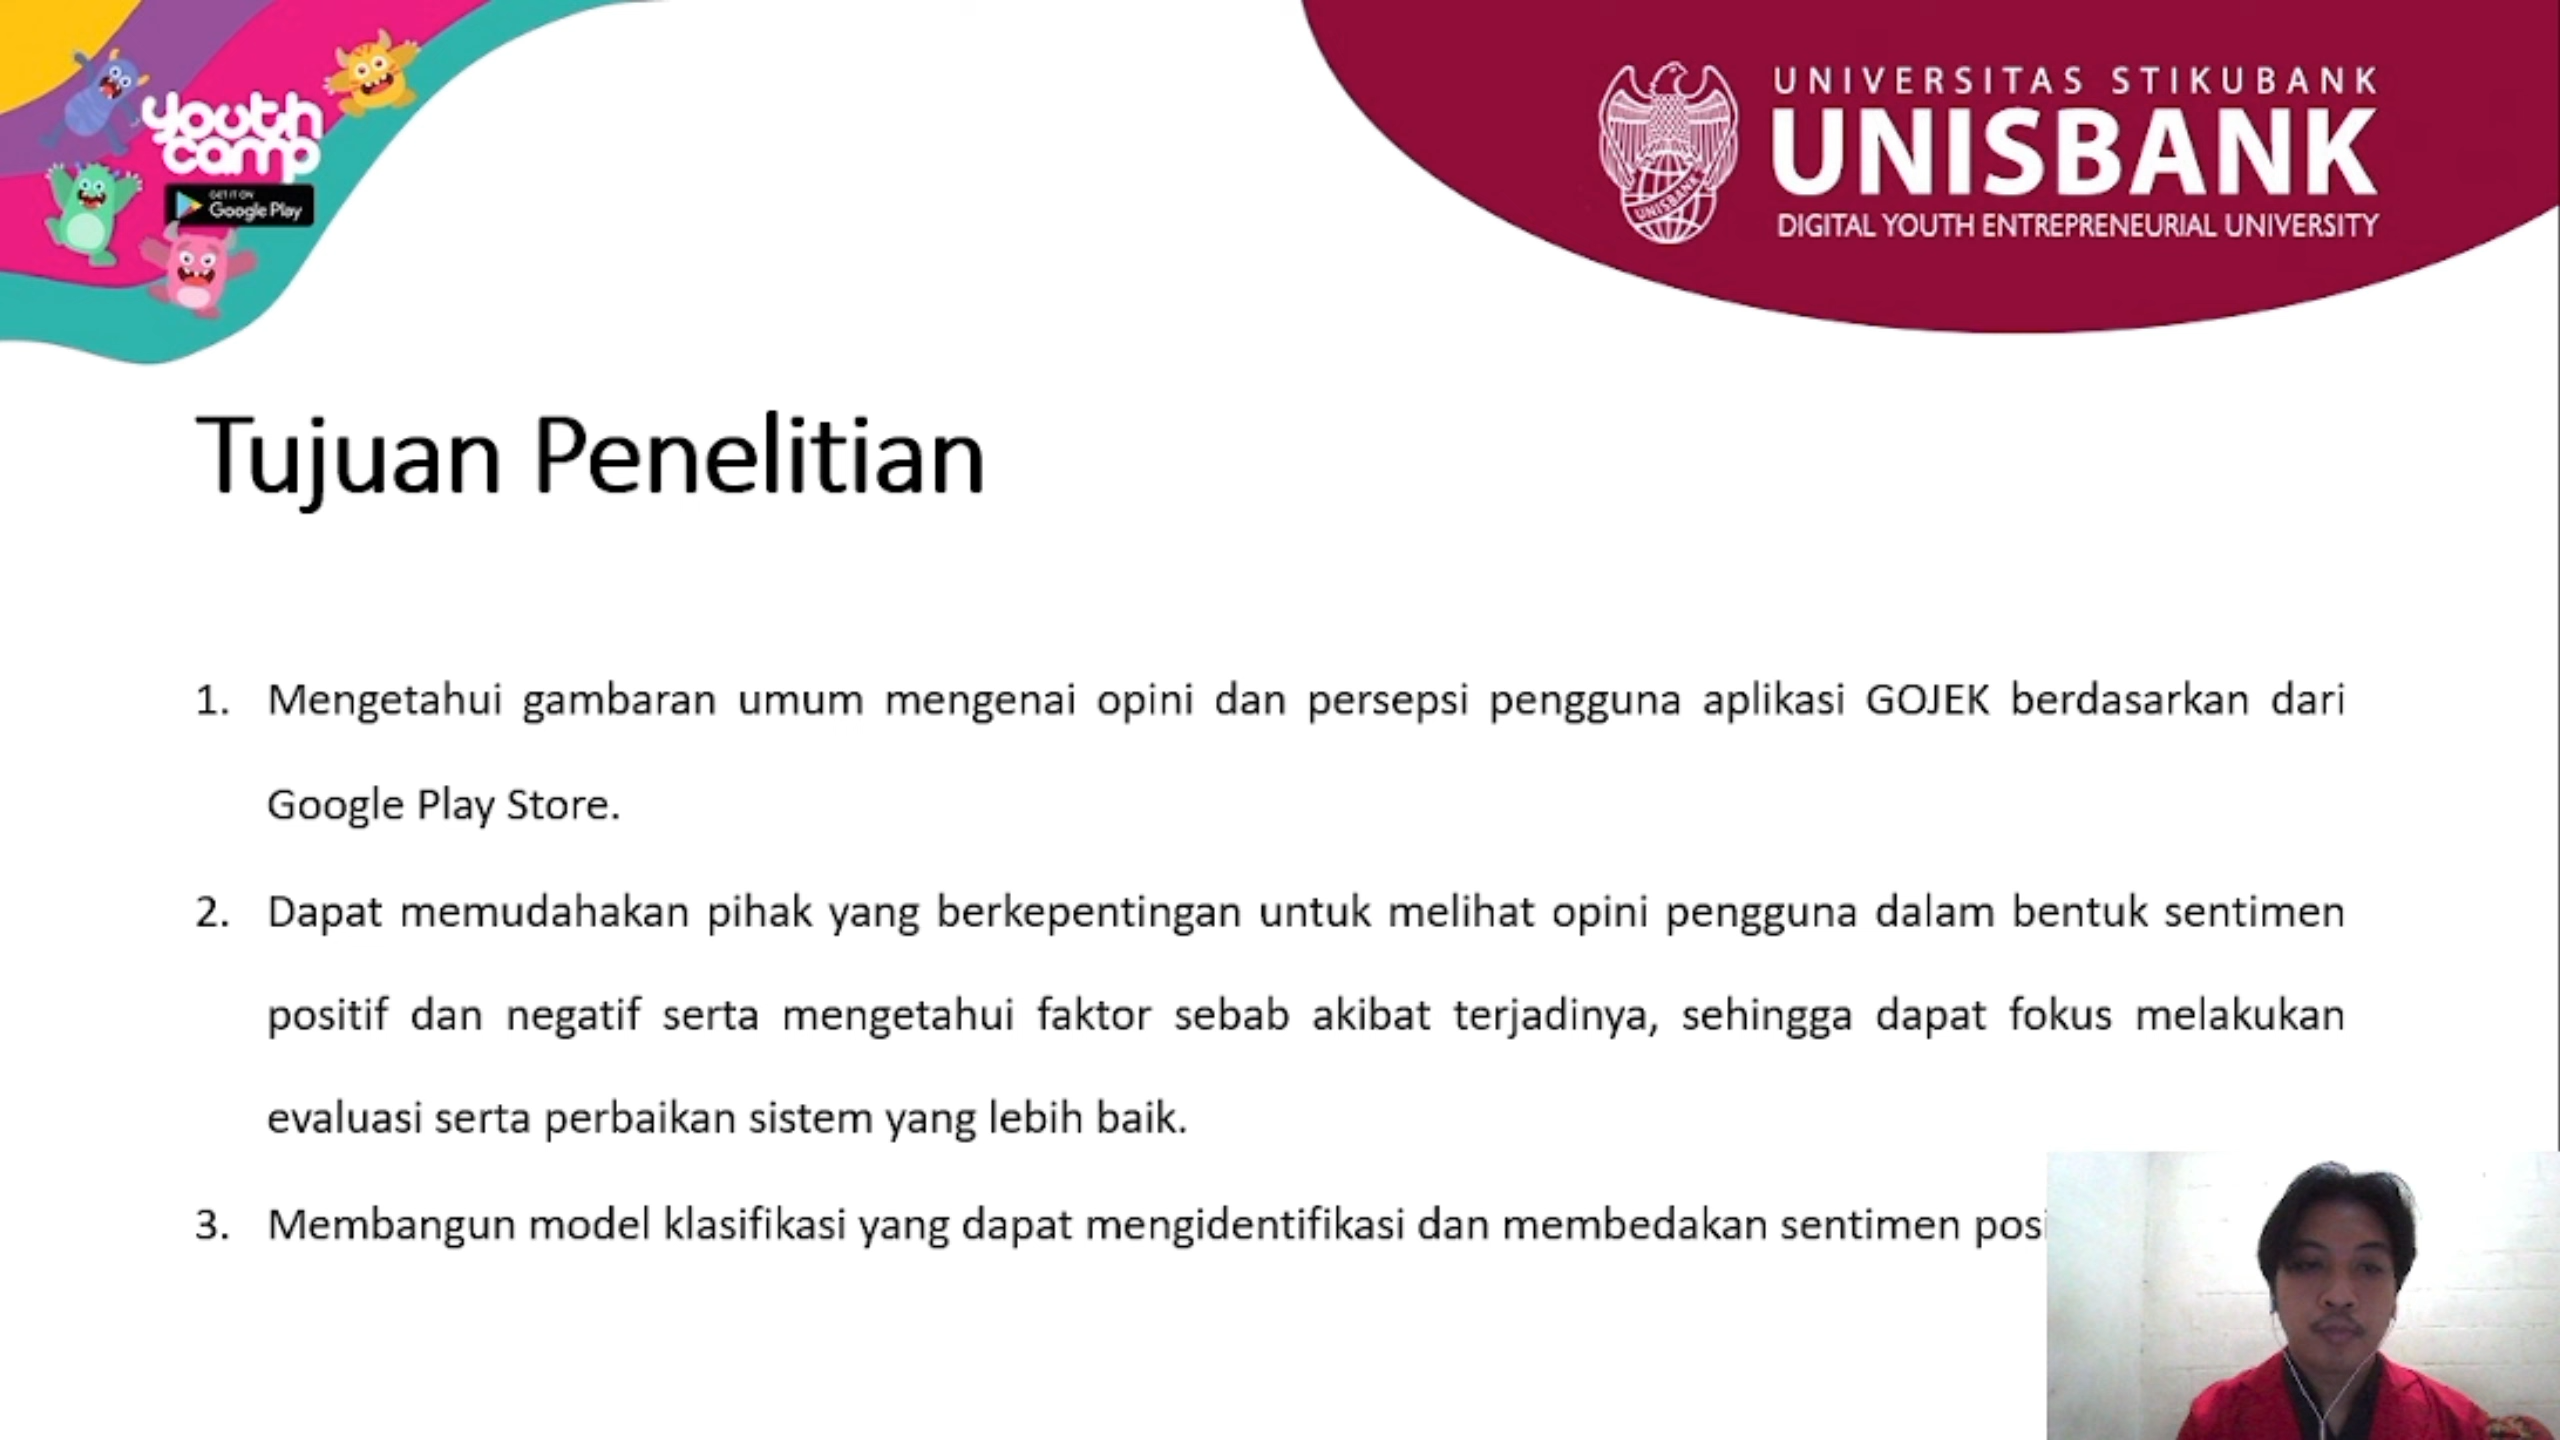 youth
camp
GET IT ON
Google Play
UNIVERSITAS STIKUBANK
UNISBANK
DIGITAL YOUTH ENTREPRENEURIAL UNIVERSITY
UNISBANK
Tujuan Penelitian
1. Mengetahui gambaran umum mengenai opini dan persepsi pengguna aplikasi GOJEK berdasarkan dari
Google Play Store.
2. Dapat memudahakan pihak yang berkepentingan untuk melihat opini pengguna dalam bentuk sentimen
positif dan negatif serta mengetahui faktor sebab akibat terjadinya, sehingga dapat fokus melakukan
evaluasi serta perbaikan sistem yang lebih baik.
3. Membangun model klasifikasi yang dapat mengidentifikasi dan membedakan sentimen